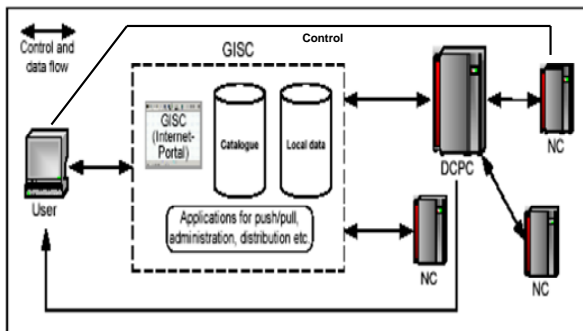 Control and
data flow
Control
GISC
GISC
(Internet-
Portal)
Catalogue
Local data
Applications for push/pull,
administration, distribution etc.
User
DCPC
NC
NC
NC